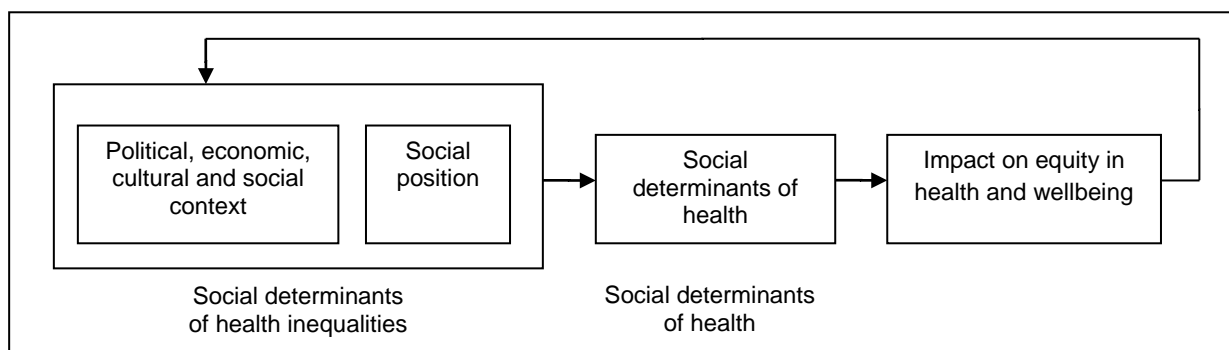 Political, economic,
cultural and social
context
Social
position
Social
determinants of
health
Impact on equity in
health and wellbeing
Social determinants
of health inequalities
Social determinants
of health